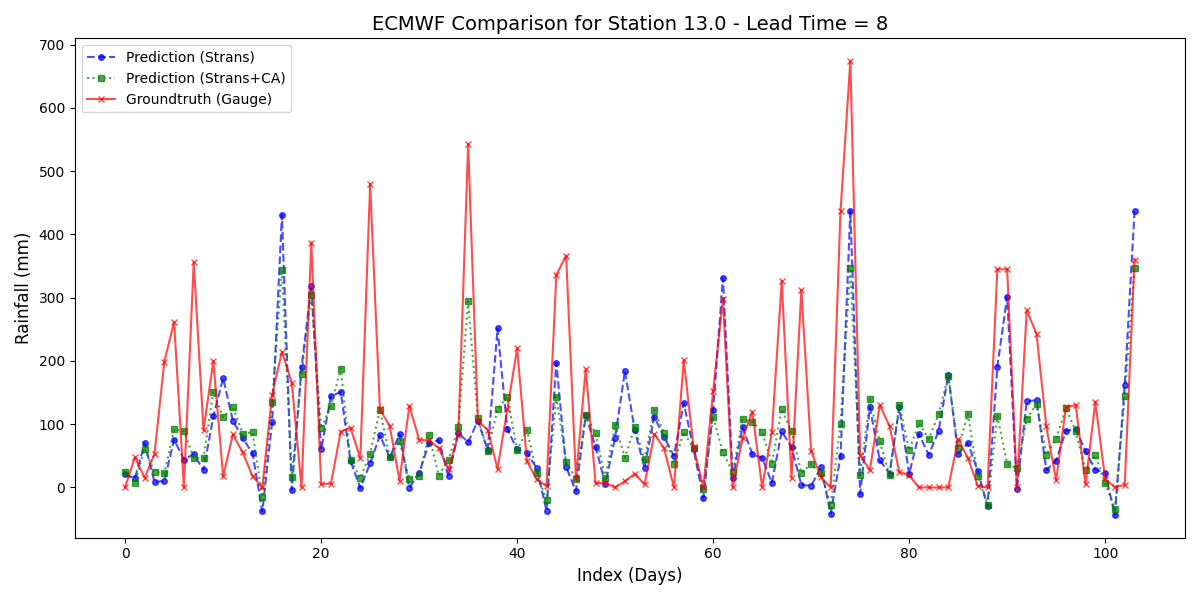 ECMWF Comparison for Station 13.0 - Lead Time = 8
Prediction (Strans)
Prediction (Strans+CA)
Groundtruth (Gauge)
Rainfall (mm)
700
600
500
400
300
200
100
0
0 20 40 60 80 100
Index (Days)